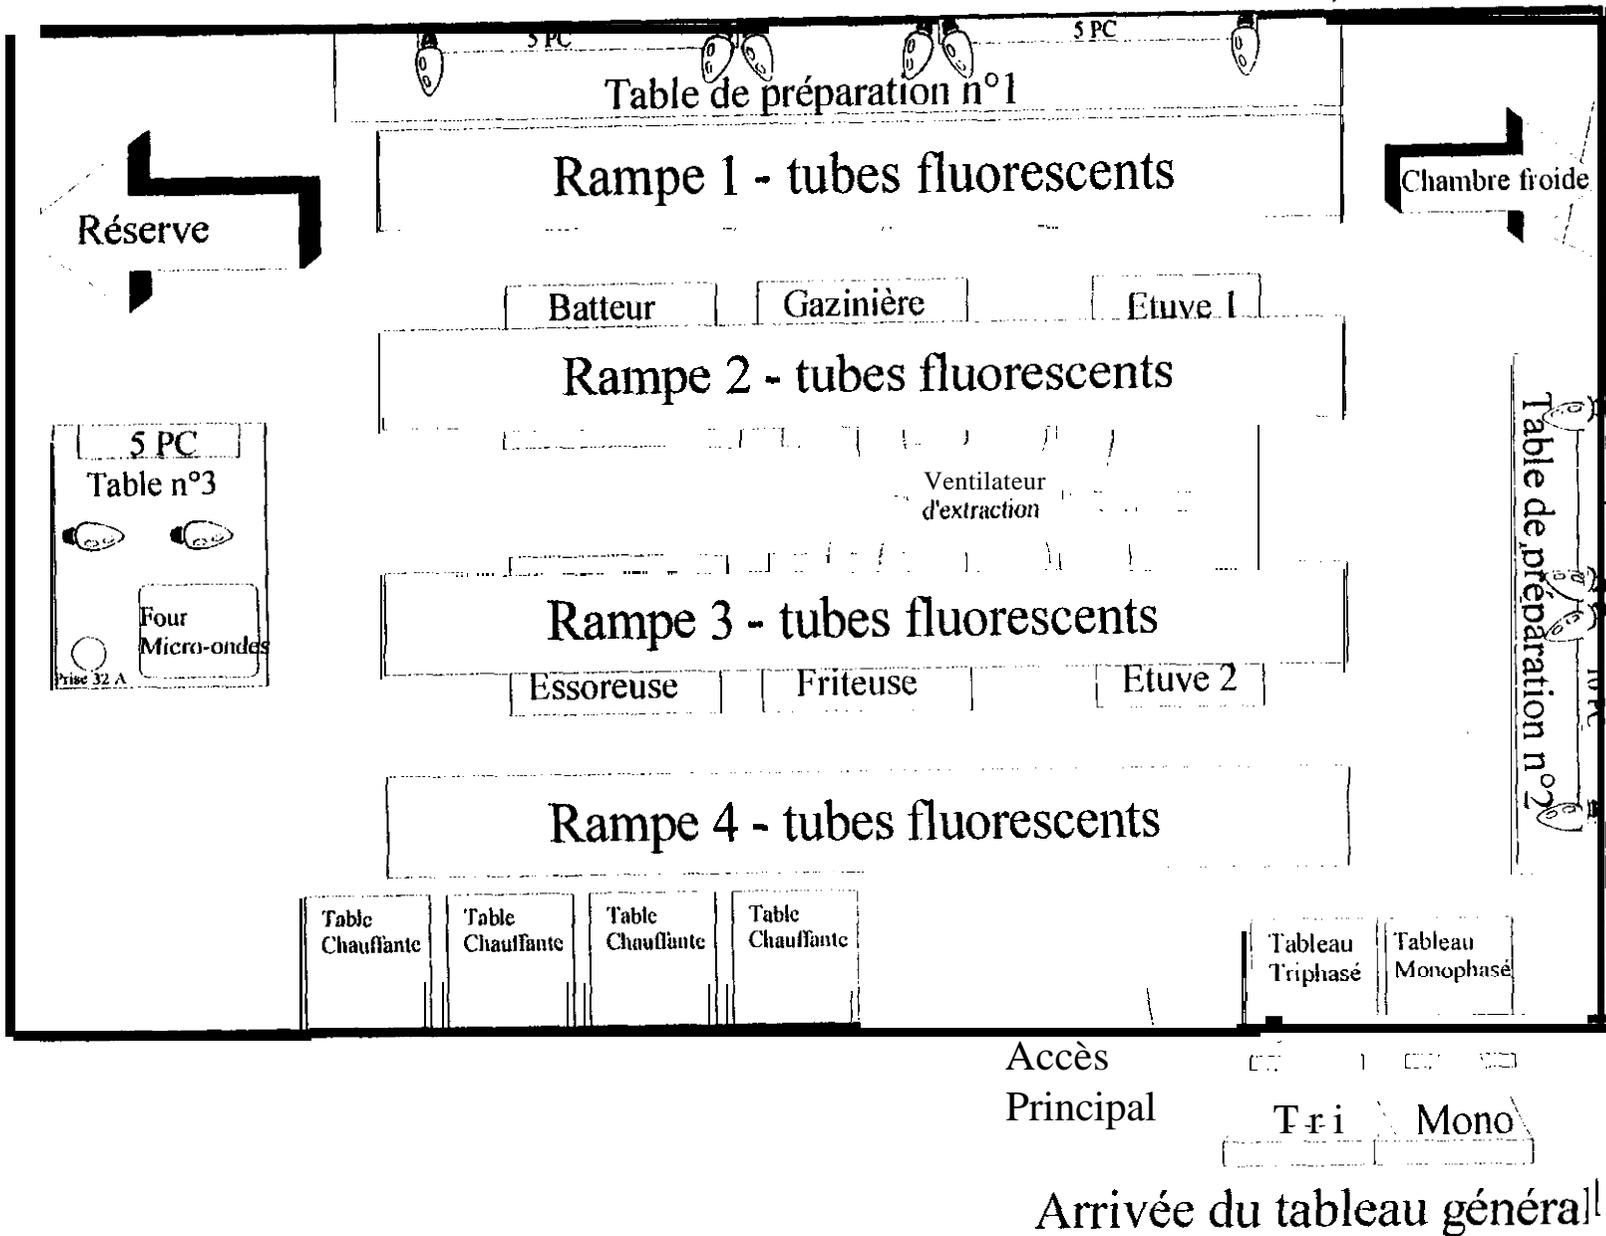 5 PC
5 PC
Table de préparation n°1
Rampe 1 - tubes fluorescents
Chambre froide
Réserve
Batteur
Gazinière
Etuve 1
Rampe 2 - tubes fluorescents
5 PC
Table n°3
Ventilateur
d'extraction
Table de préparation n°2
10 PC
Four
Micro-ondes
Prise 32 A
Rampe 3 - tubes fluorescents
Essoreuse
Friteuse
Etuve 2
Rampe 4 - tubes fluorescents
Table
Chauffante
Table
Chauffante
Table
Chauffante
Table
Chauffante
Tableau
Triphasé
Tableau
Monophasé
Accès
Principal
Tri
Mono
Arrivée du tableau général